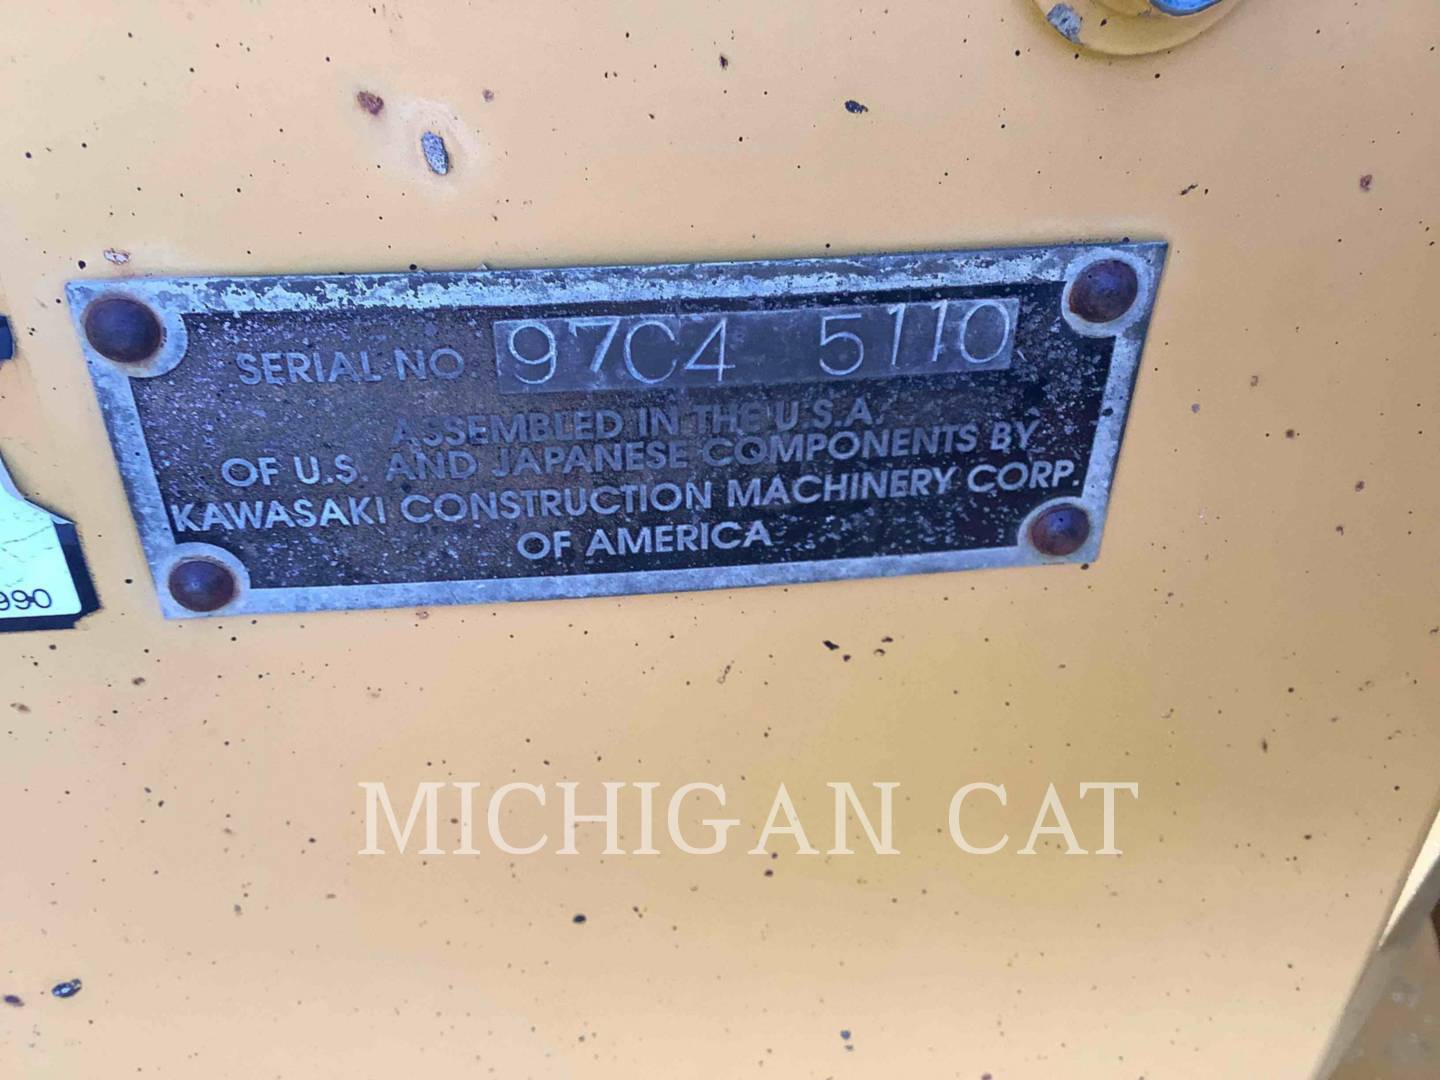 SERIAL NO 97C4 5110
ASSEMBLED IN THE U.S.A.
OF U.S. AND JAPANESE COMPONENTS BY
KAWASAKI CONSTRUCTION MACHINERY CORP.
OF AMERICA
990
MICHIGAN CAT